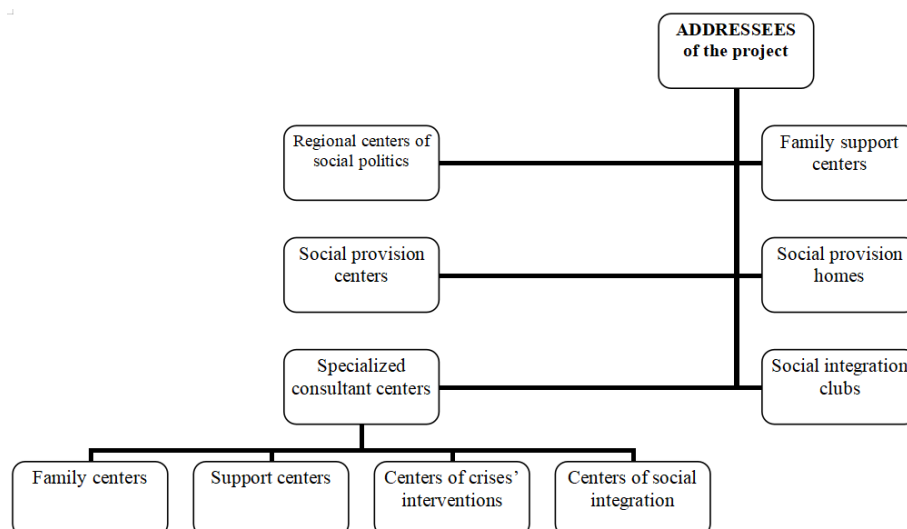 ADDRESSEES
of the project
Regional centers of
social politics
Family support
centers
Social provision
centers
Social provision
homes
Specialized
consultant centers
Social integration
clubs
Family centers
Support centers
Centers of crises’
interventions
Centers of social
integration